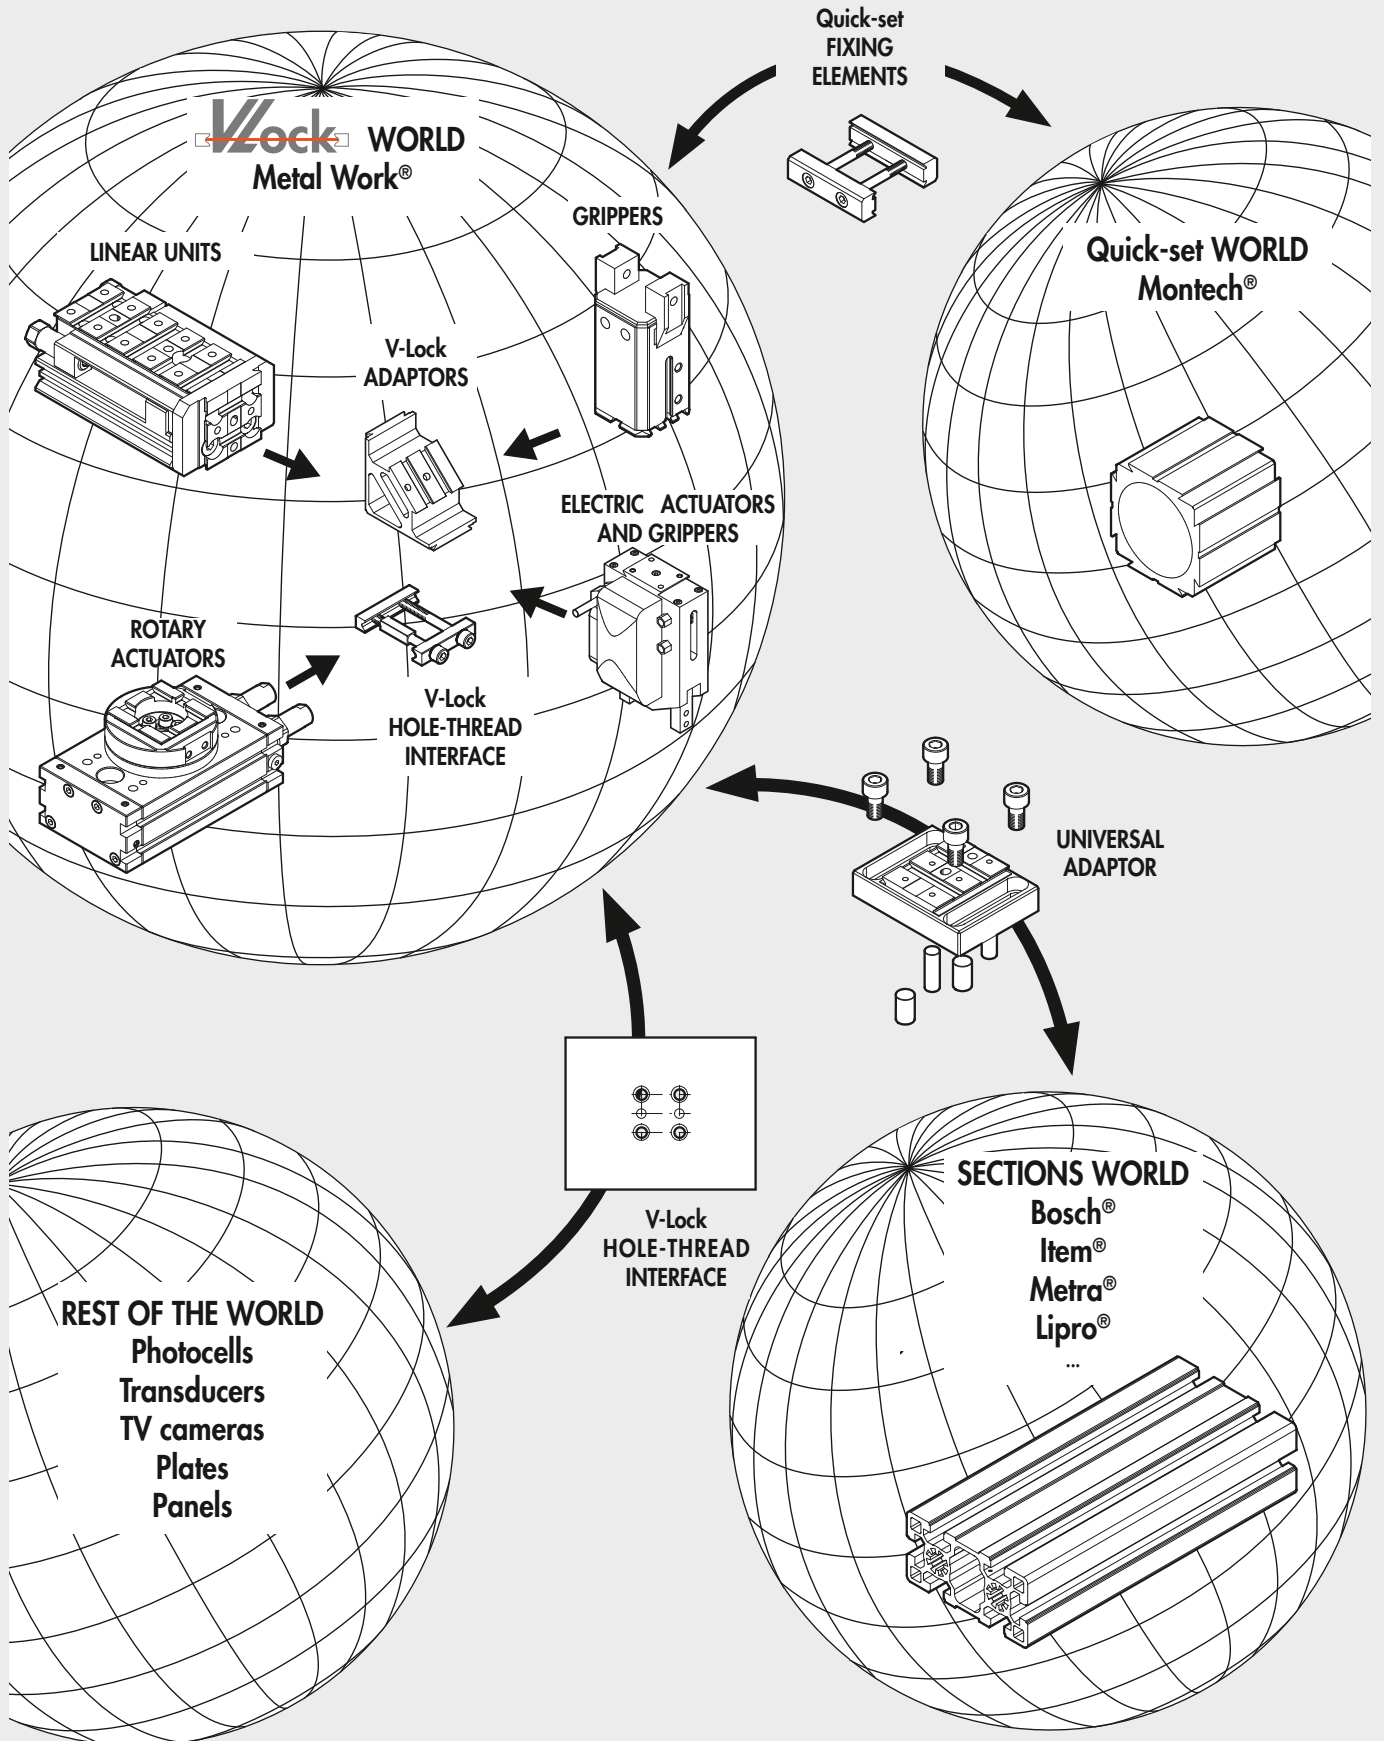 Quick-set
FIXING
ELEMENTS
V-Lock WORLD
Metal Work®
GRIPPERS
LINEAR UNITS
V-Lock
ADAPTORS
ELECTRIC ACTUATORS
AND GRIPPERS
ROTARY
ACTUATORS
V-Lock
HOLE-THREAD
INTERFACE
Quick-set WORLD
Montech®
UNIVERSAL
ADAPTOR
V-Lock
HOLE-THREAD
INTERFACE
SECTIONS WORLD
Bosch®
Item®
Metra®
Lipro®
...
REST OF THE WORLD
Photocells
Transducers
TV cameras
Plates
Panels